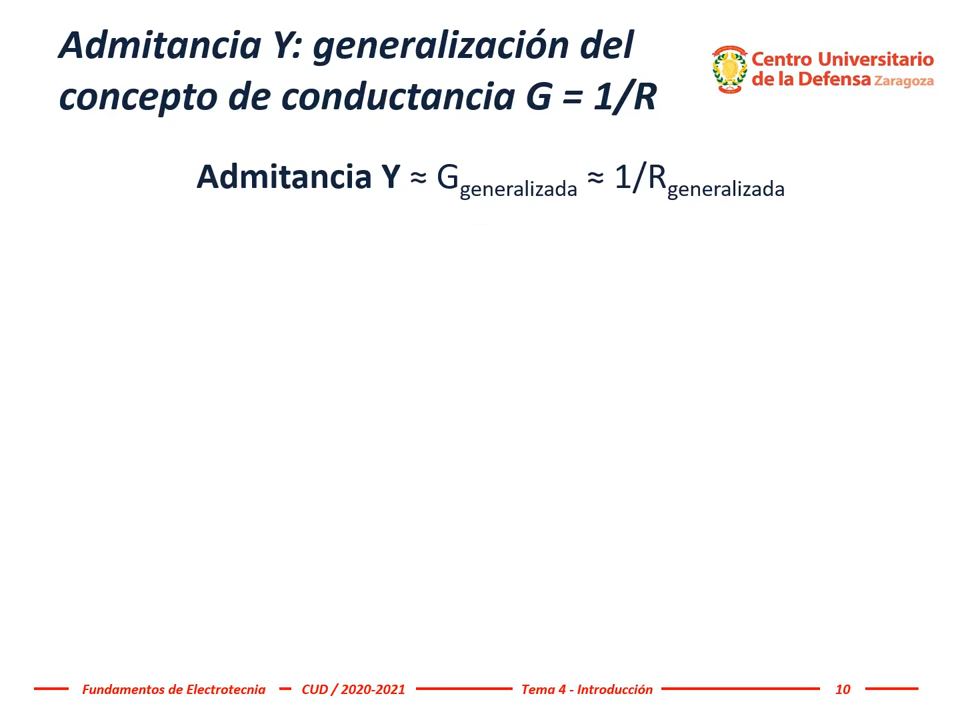 Admitancia Y: generalización del
concepto de conductancia G = 1/R
Centro Universitario
de la Defensa Zaragoza
Admitancia Y ≈ Ggeneralizada ≈ 1/Rgeneralizada
Fundamentos de Electrotecnia CUD / 2020-2021 Tema 4 - Introducción 10